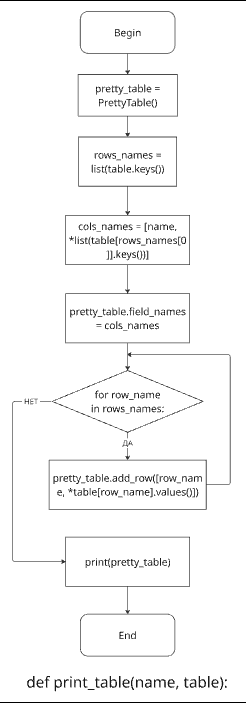 Begin
pretty_table =
PrettyTable()
rows_names =
list(table.keys())
cols_names = [name,
*list(table[rows_names[0
]].keys())]
pretty_table.field_names
= cols_names
for row_name
in rows_names:
НЕТ
ДА
pretty_table.add_row([row_nam
e, *table[row_name].values()])
print(pretty_table)
End
def print_table(name, table):